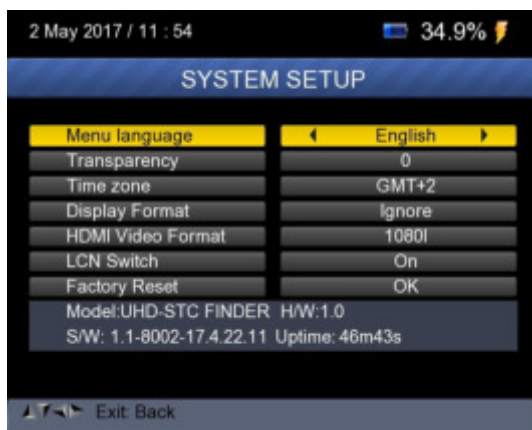 2 May 2017 / 11 : 54 34.9%
SYSTEM SETUP
Menu language English
Transparency 0
Time zone GMT+2
Display Format Ignore
HDMI Video Format 1080I
LCN Switch On
Factory Reset OK
Model:UHD-STC FINDER H/W:1.0
S/W: 1.1-8002-17.4.22.11 Uptime: 46m43s
Exit: Back